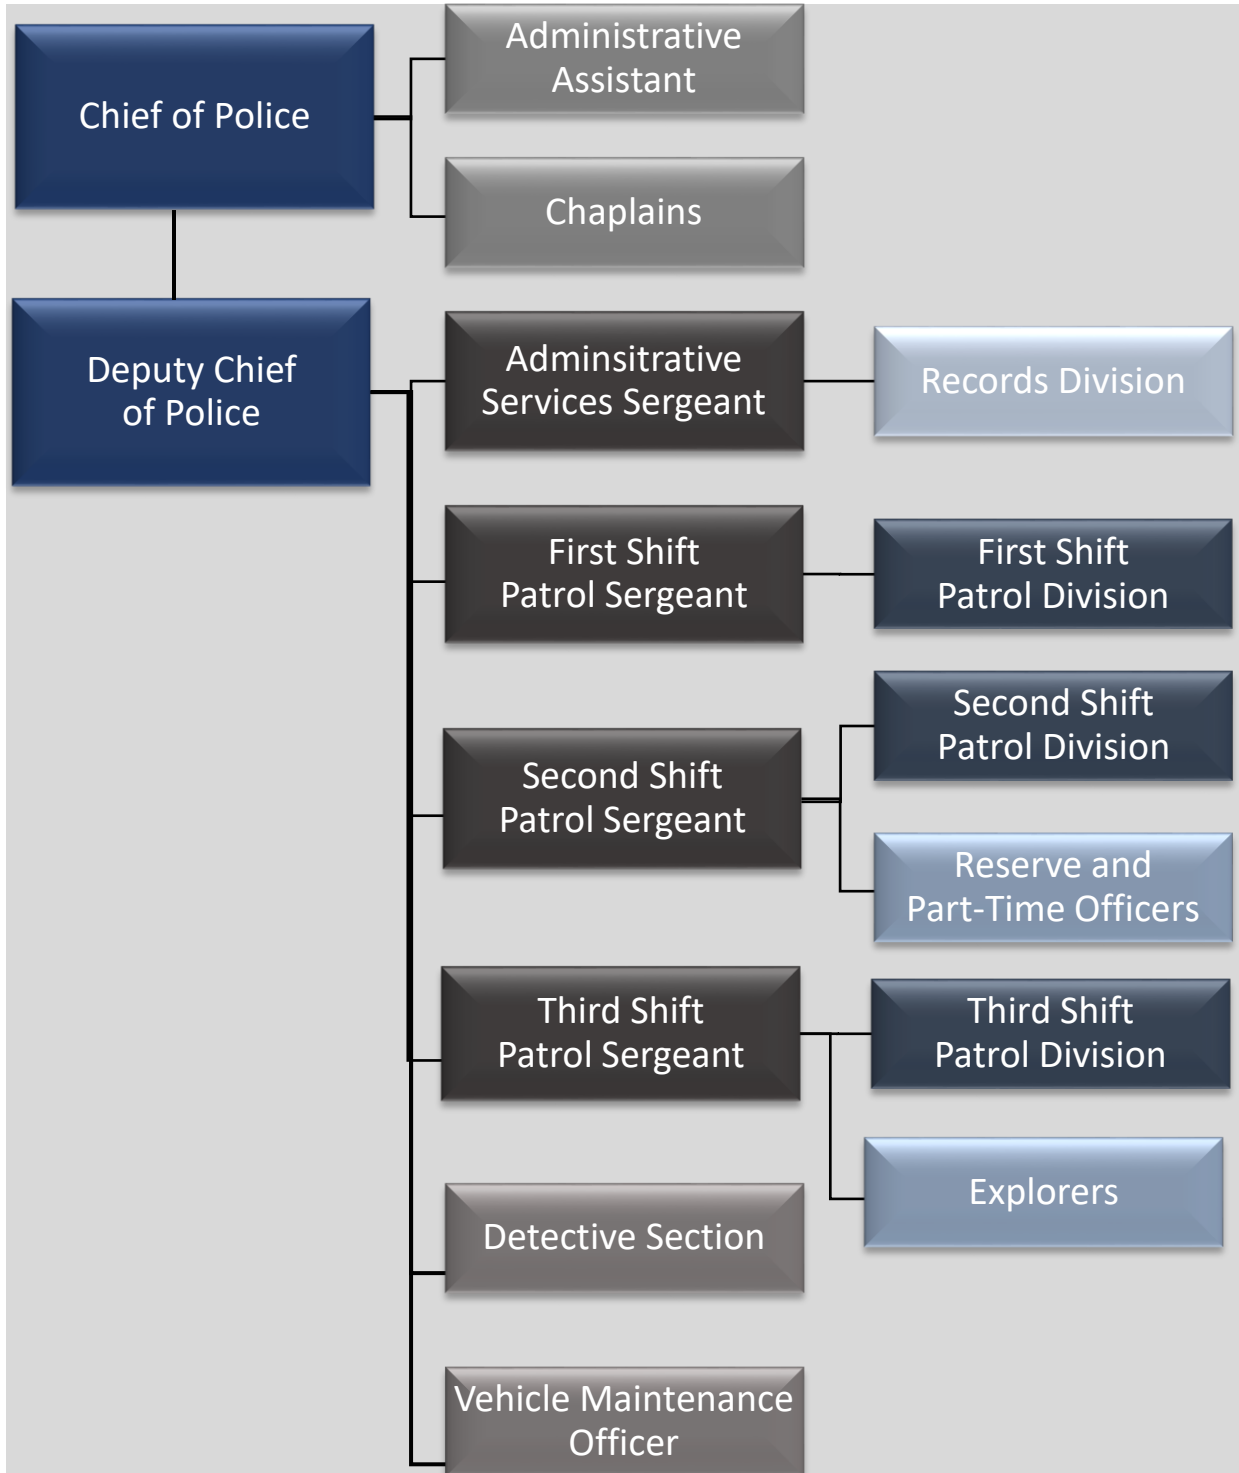 Chief of Police
Administrative
Assistant
Chaplains
Deputy Chief
of Police
Adminsitrative
Services Sergeant
Records Division
First Shift
Patrol Sergeant
First Shift
Patrol Division
Second Shift
Patrol Sergeant
Second Shift
Patrol Division
Reserve and
Part-Time Officers
Third Shift
Patrol Sergeant
Third Shift
Patrol Division
Explorers
Detective Section
Vehicle Maintenance
Officer